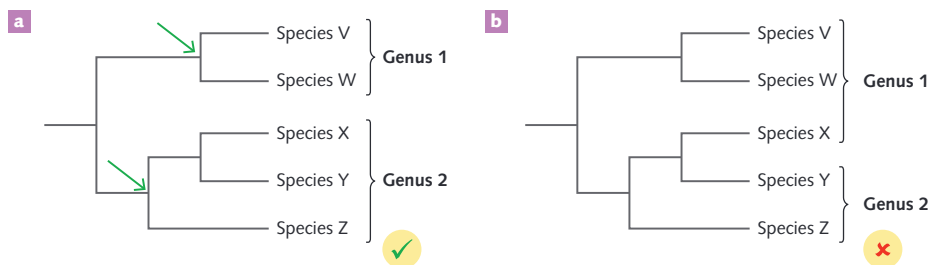 a
Species V
Species W
Genus 1
Species X
Species Y
Species Z
Genus 2
b
Species V
Species W
Species X
Genus 1
Species Y
Species Z
Genus 2